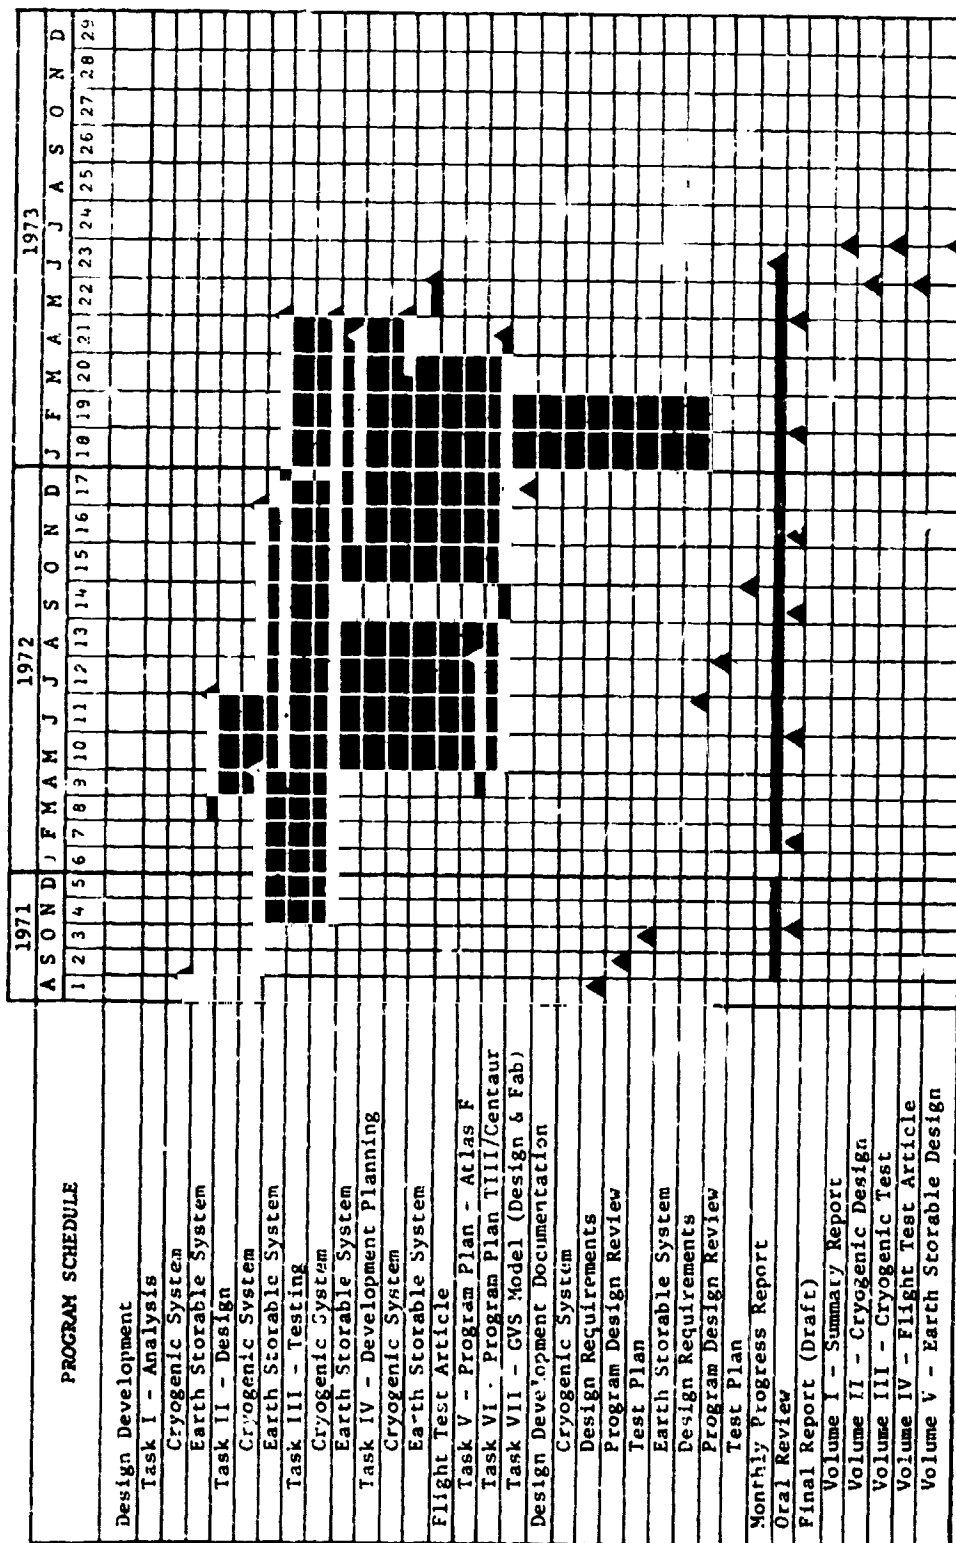 PROGRAM SCHEDULE
1971 1972 1973
A S O N D J F M A M J J A S O N D J F M A M J J A S O N D
1 2 3 4 5 6 7 8 9 10 11 12 13 14 15 16 17 18 19 20 21 22 23 24 25 26 27 28 29
Design Development
Task I - Analysis
Cryogenic System
Earth Storable System
Task II - Design
Cryogenic System
Earth Storable System
Task III - Testing
Cryogenic System
Earth Storable System
Task IV - Development Planning
Cryogenic System
Earth Storable System
Flight Test Article
Task V - Program Plan - Atlas F
Task VI - Program Plan TIII/Centaur
Task VII - GVS Model (Design & Fab)
Design Development Documentation
Cryogenic System
Design Requirements
Program Design Review
Test Plan
Earth Storable System
Design Requirements
Program Design Review
Test Plan
Monthly Progress Report
Oral Review
Final Report (Draft)
Volume I - Summary Report
Volume II - Cryogenic Design
Volume III - Cryogenic Test
Volume IV - Flight Test Article
Volume V - Earth Storable Design